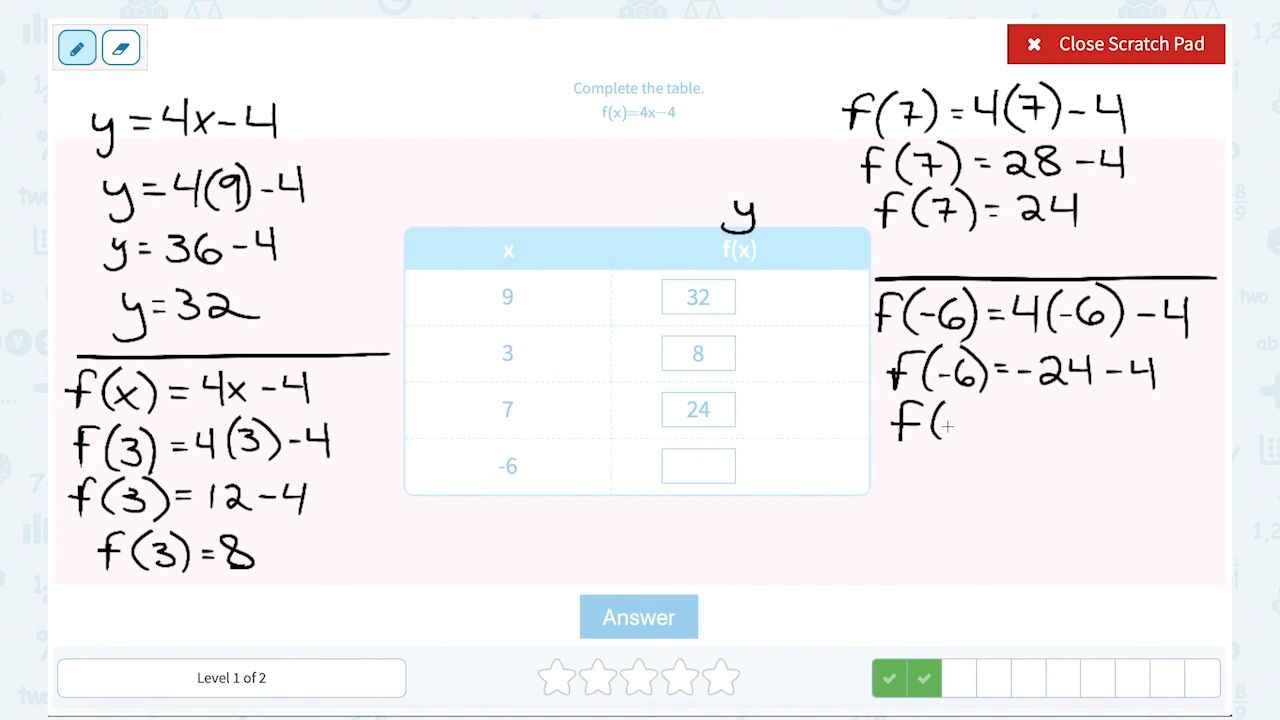 Close Scratch Pad
Complete the table.
f(x)=4x−4
y = 4x - 4
y = 4(9) - 4
y = 36 - 4
y = 32
f(x) = 4x - 4
f(3) = 4(3) - 4
f(3) = 12 - 4
f(3) = 8
y
x f(x)
9 32
3 8
7 24
-6
f(7) = 4(7) - 4
f(7) = 28 - 4
f(7) = 24
f(-6) = 4(-6) - 4
f(-6) = -24 - 4
f(
Answer
Level 1 of 2